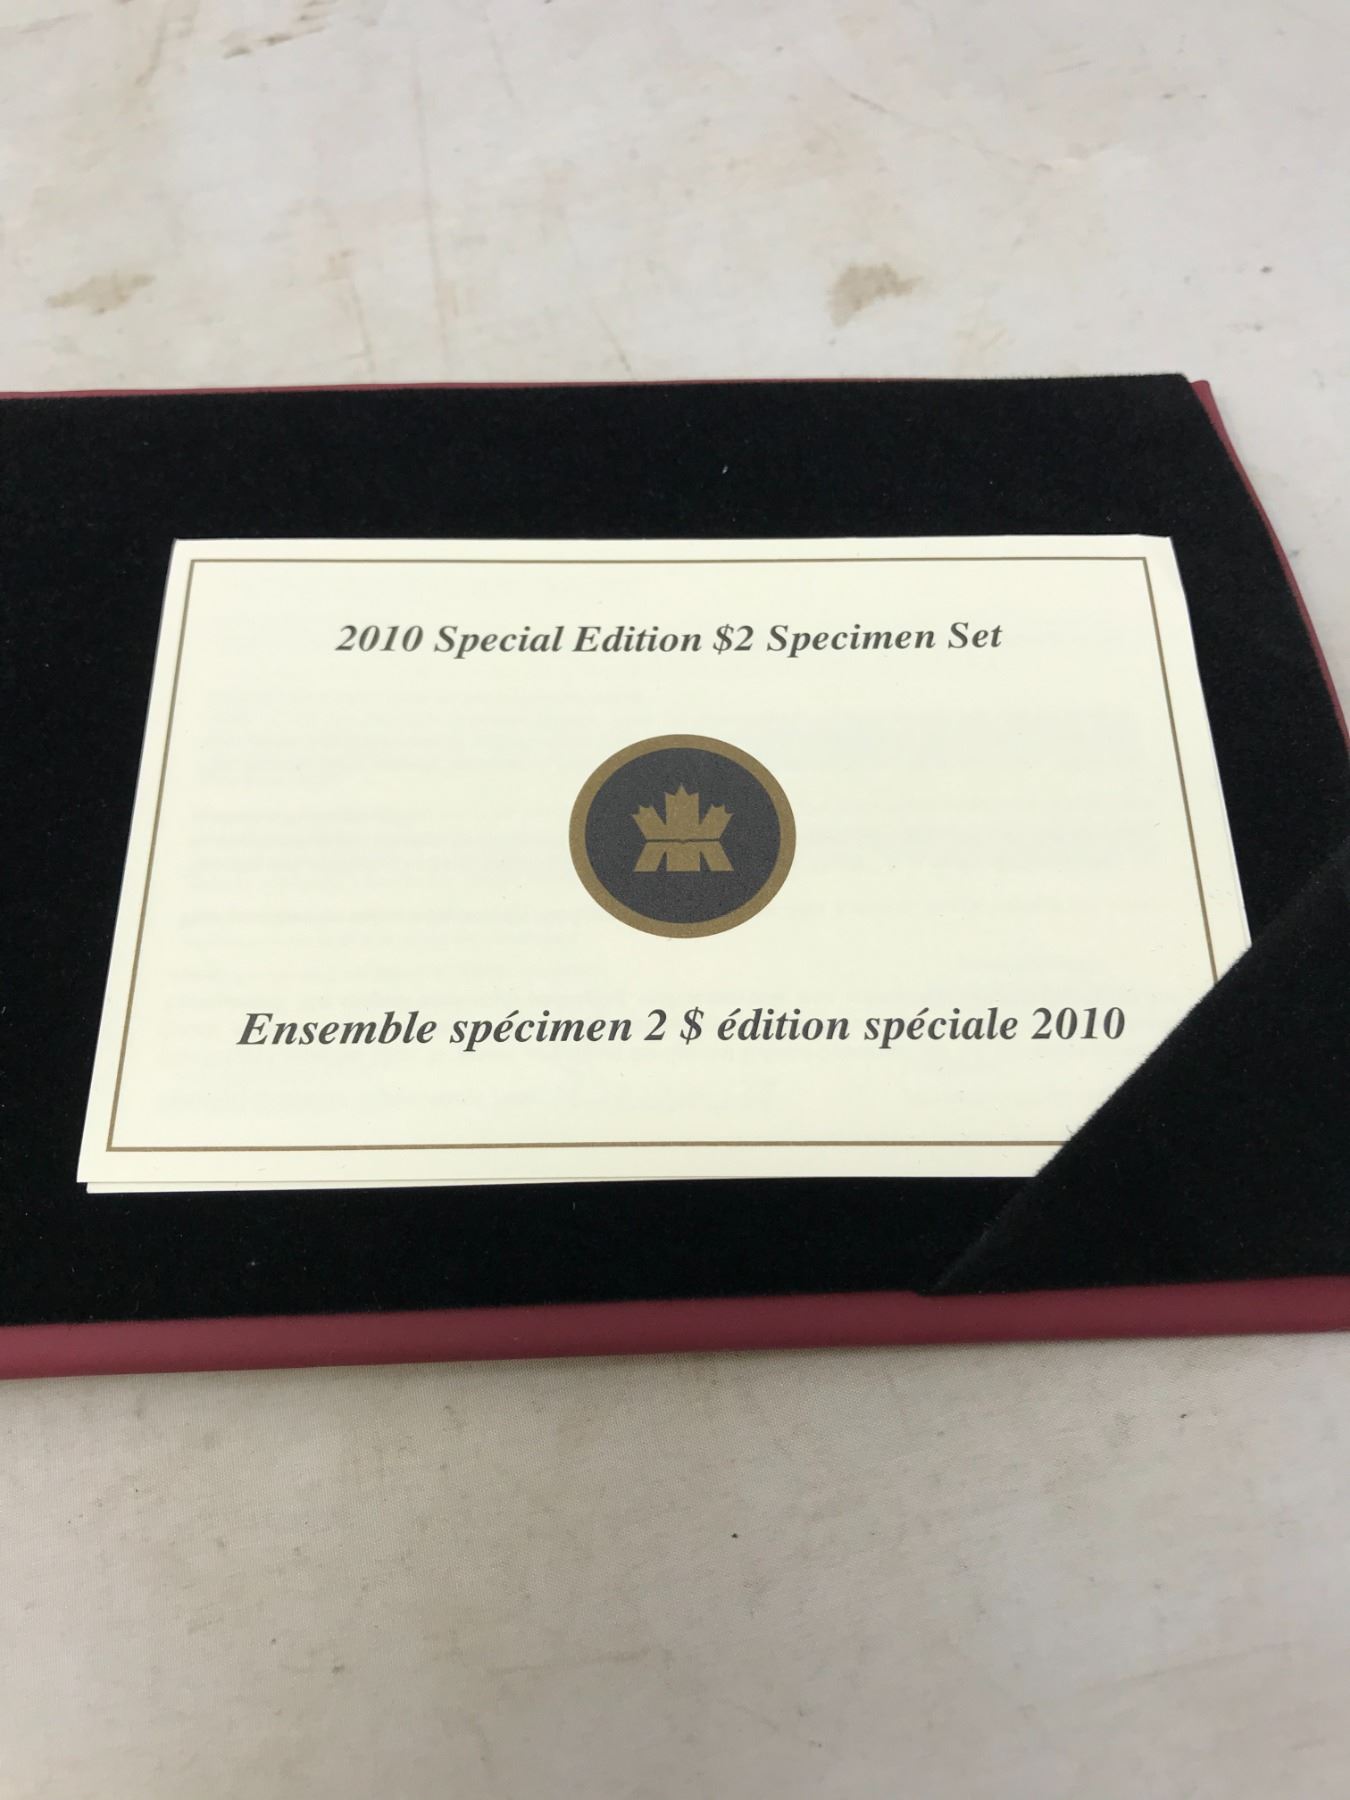 2010 Special Edition $2 Specimen Set
Ensemble spécimen 2 $ édition spéciale 2010